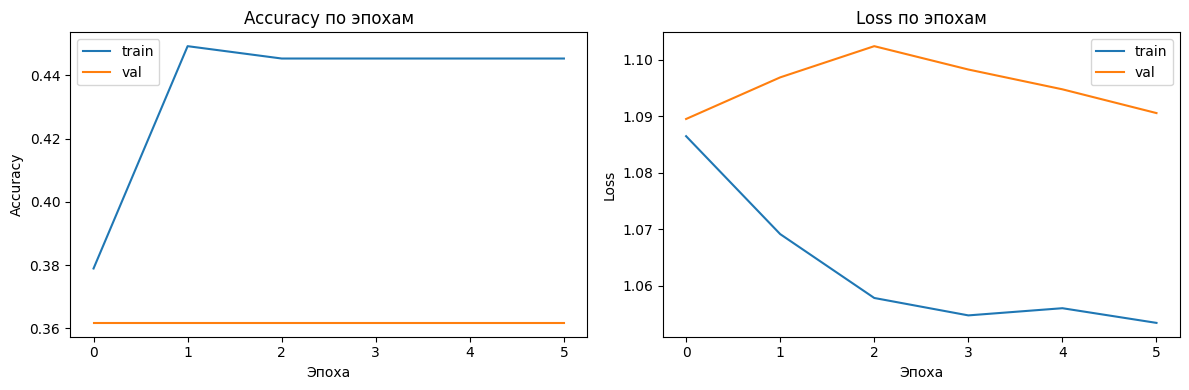 Accuracy по эпохам
train
val
0.44
0.42
0.40
0.38
0.36
Accuracy
0 1 2 3 4 5
Эпоха
Loss по эпохам
train
val
1.10
1.09
1.08
1.07
1.06
Loss
0 1 2 3 4 5
Эпоха